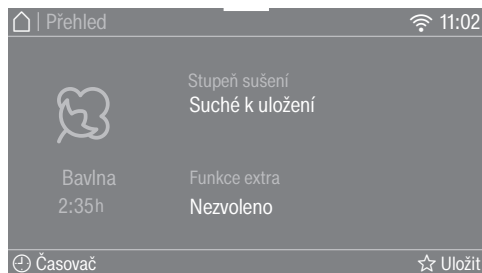 | Přehled 11:02
Stupeň sušení
Suché k uložení
Bavlna
2:35h
Funkce extra
Nezvoleno
Časovač Uložit